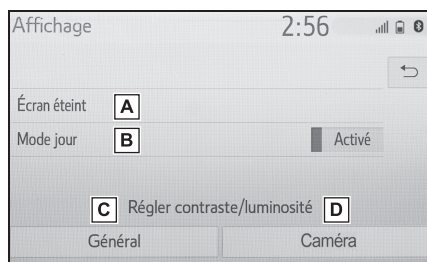 Affichage 2:56
Écran éteint A
Mode jour B Activé
C Régler contraste/luminosité D
Général Caméra